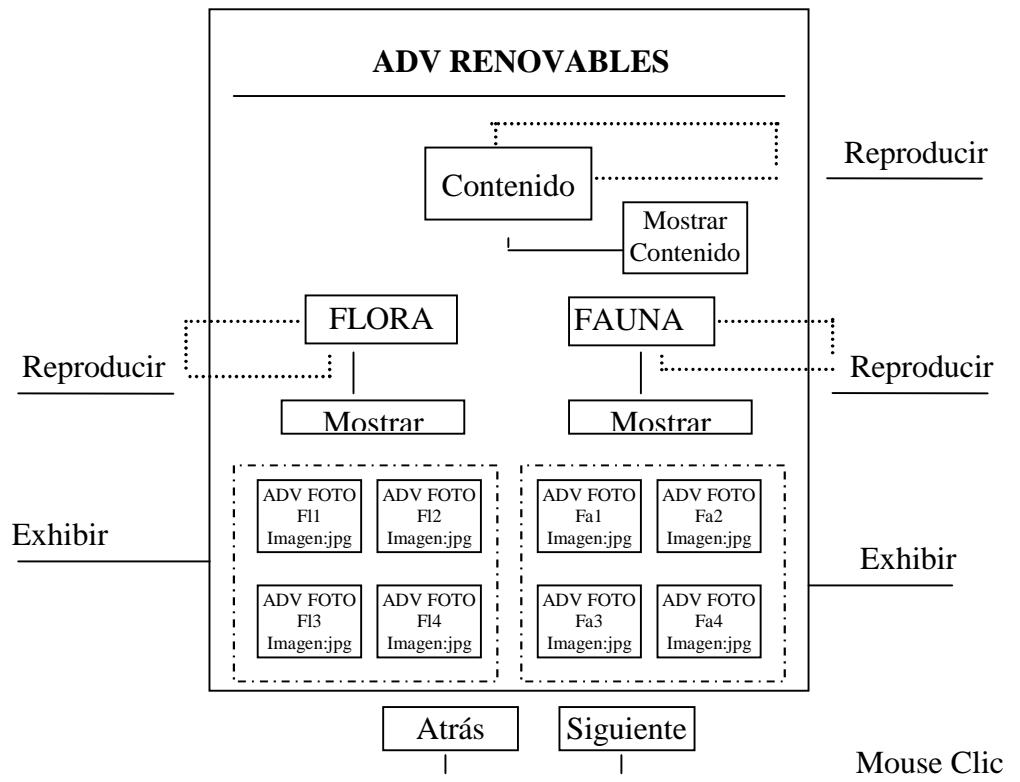 ADV RENOVABLES
Reproducir
Contenido
Mostrar
Contenido
FLORA
FAUNA
Reproducir
Reproducir
Mostrar
Mostrar
ADV FOTO
Fl1
Imagen:jpg
ADV FOTO
Fl2
Imagen:jpg
ADV FOTO
Fa1
Imagen:jpg
ADV FOTO
Fa2
Imagen:jpg
Exhibir
Exhibir
ADV FOTO
Fl3
Imagen:jpg
ADV FOTO
Fl4
Imagen:jpg
ADV FOTO
Fa3
Imagen:jpg
ADV FOTO
Fa4
Imagen:jpg
Atrás
Siguiente
Mouse Clic